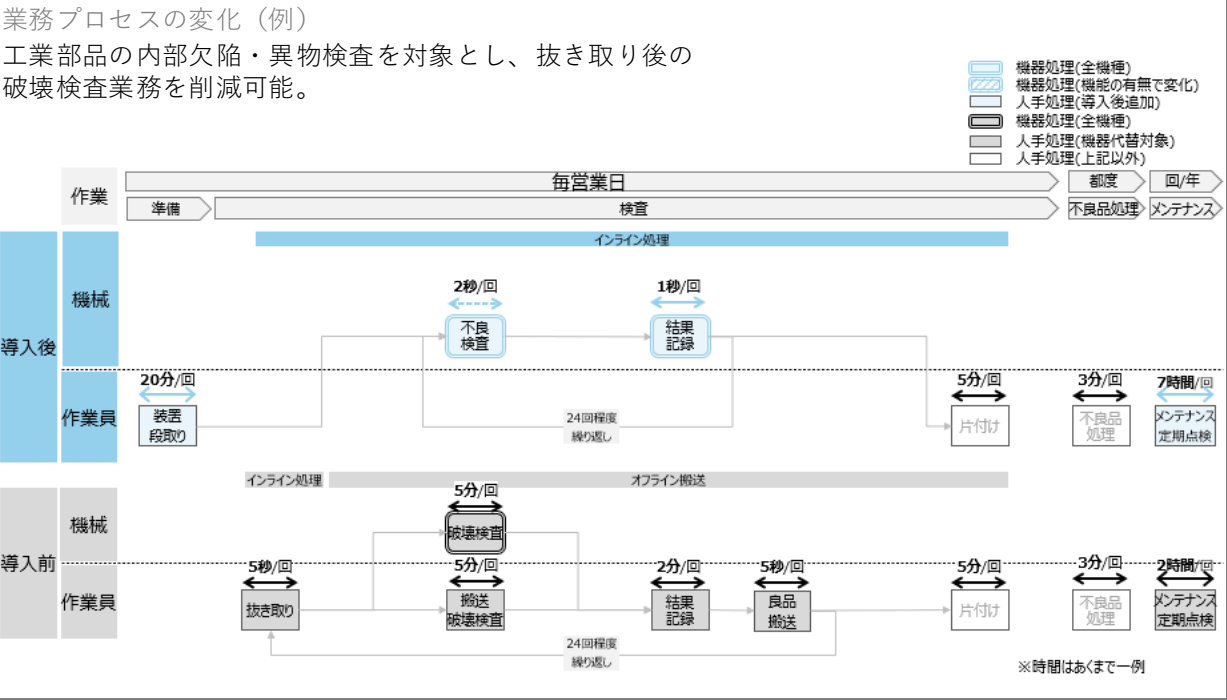 業務プロセスの変化（例）
工業部品の内部欠陥・異物検査を対象とし、抜き取り後の
破壊検査業務を削減可能。
機器処理(全機種)
機器処理(機能の有無で変化)
人手処理(導入後追加)
機器処理(全機種)
人手処理(機器代替対象)
人手処理(上記以外)
作業
毎営業日
都度
回/年
準備
検査
不良品処理
メンテナンス
インライン処理
導入後
機械
2秒/回
不良
検査
1秒/回
結果
記録
作業員
20分/回
装置
段取り
24回程度
繰り返し
5分/回
片付け
3分/回
不良品
処理
7時間/回
メンテナンス
定期点検
インライン処理
オフライン搬送
導入前
機械
5分/回
破壊検査
作業員
5秒/回
抜き取り
5分/回
搬送
破壊検査
2分/回
結果
記録
5秒/回
良品
搬送
5分/回
片付け
3分/回
不良品
処理
2時間/回
メンテナンス
定期点検
24回程度
繰り返し
※時間はあくまで一例